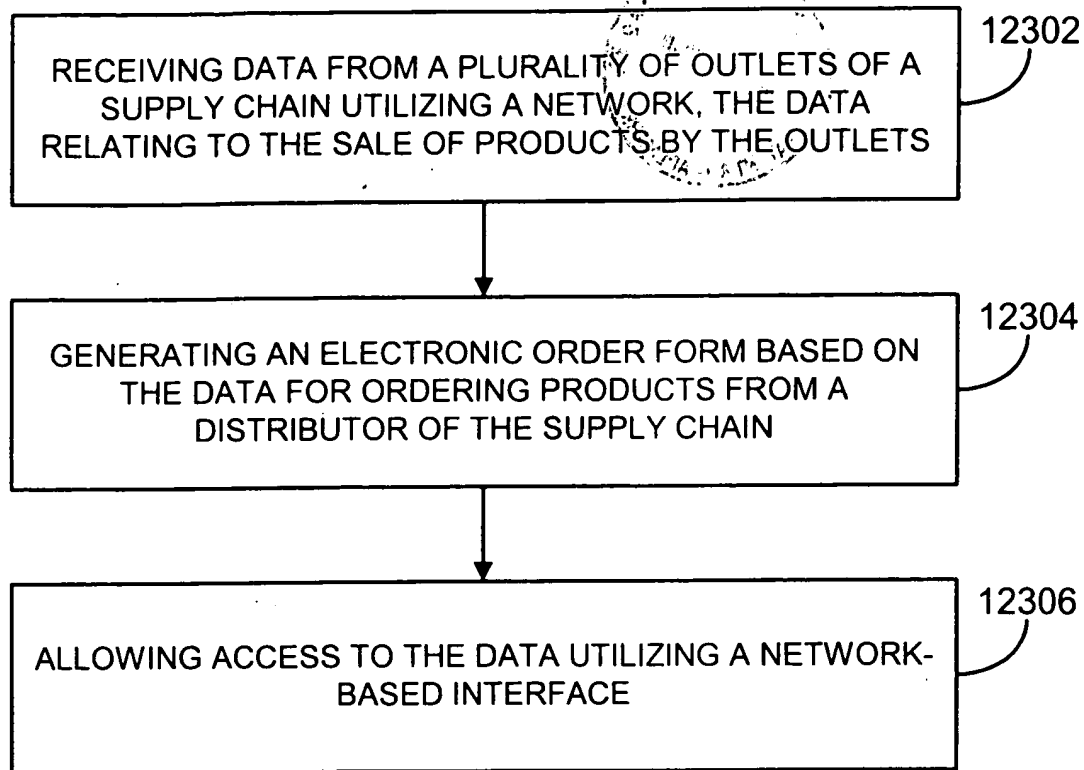 12302
RECEIVING DATA FROM A PLURALITY OF OUTLETS OF A
SUPPLY CHAIN UTILIZING A NETWORK, THE DATA
RELATING TO THE SALE OF PRODUCTS BY THE OUTLETS
12304
GENERATING AN ELECTRONIC ORDER FORM BASED ON
THE DATA FOR ORDERING PRODUCTS FROM A
DISTRIBUTOR OF THE SUPPLY CHAIN
12306
ALLOWING ACCESS TO THE DATA UTILIZING A NETWORK-
BASED INTERFACE